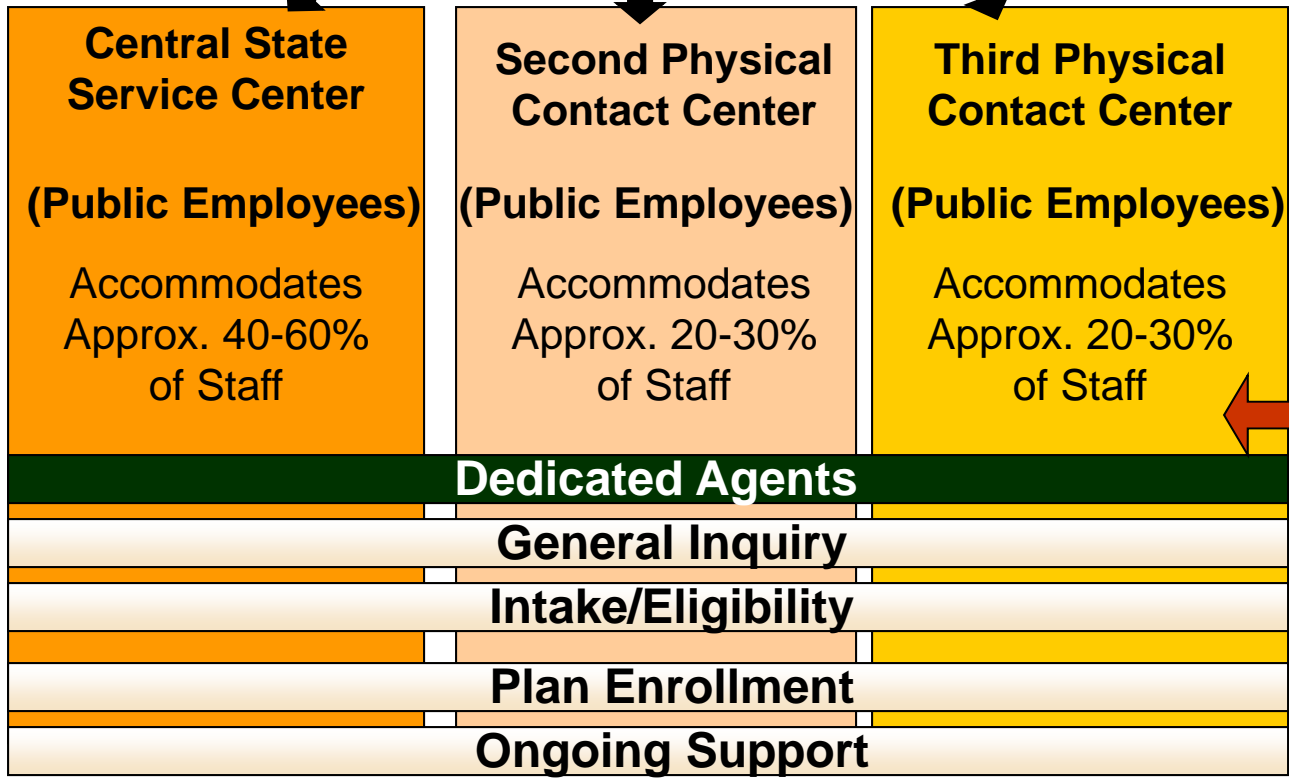 Central State
Service Center
(Public Employees)
Accommodates
Approx. 40-60%
of Staff
Second Physical
Contact Center
(Public Employees)
Accommodates
Approx. 20-30%
of Staff
Third Physical
Contact Center
(Public Employees)
Accommodates
Approx. 20-30%
of Staff
Dedicated Agents
General Inquiry
Intake/Eligibility
Plan Enrollment
Ongoing Support